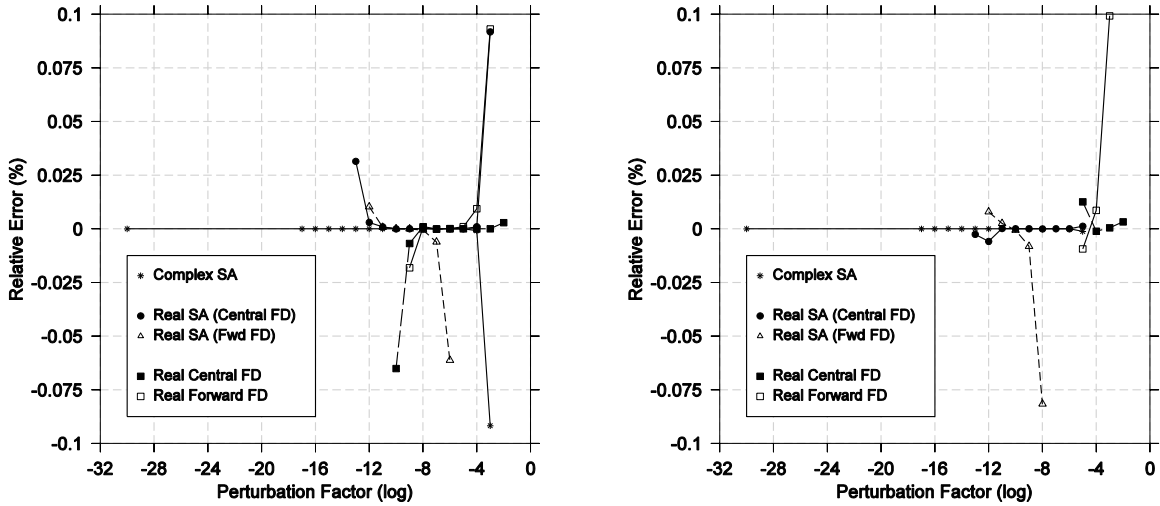 0.1
0.075
0.05
0.025
0
-0.025
-0.05
-0.075
-0.1
Relative Error (%)
Complex SA
Real SA (Central FD)
Real SA (Fwd FD)
Real Central FD
Real Forward FD
-32 -28 -24 -20 -16 -12 -8 -4 0
Perturbation Factor (log)
0.1
0.075
0.05
0.025
0
-0.025
-0.05
-0.075
-0.1
Relative Error (%)
Complex SA
Real SA (Central FD)
Real SA (Fwd FD)
Real Central FD
Real Forward FD
-32 -28 -24 -20 -16 -12 -8 -4 0
Perturbation Factor (log)